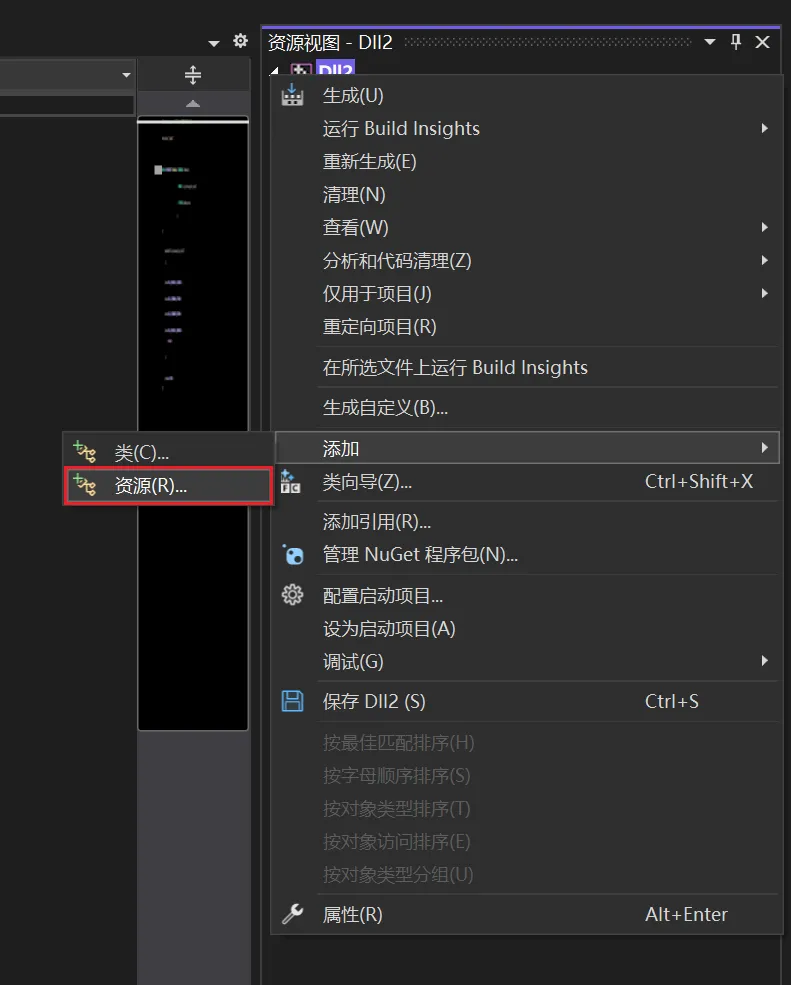 资源视图 - Dll2
Dll2
生成(U)
运行 Build Insights
重新生成(E)
清理(N)
查看(W)
分析和代码清理(Z)
仅用于项目(J)
重定向项目(R)
在所选文件上运行 Build Insights
生成自定义(B)...
添加
类(C)...
资源(R)...
类向导(Z)... Ctrl+Shift+X
添加引用(R)...
管理 NuGet 程序包(N)...
配置启动项目...
设为启动项目(A)
调试(G)
保存 Dll2 (S) Ctrl+S
按最佳匹配排序(H)
按字母顺序排序(S)
按对象类型排序(T)
按对象访问排序(E)
按对象类型分组(U)
属性(R) Alt+Enter